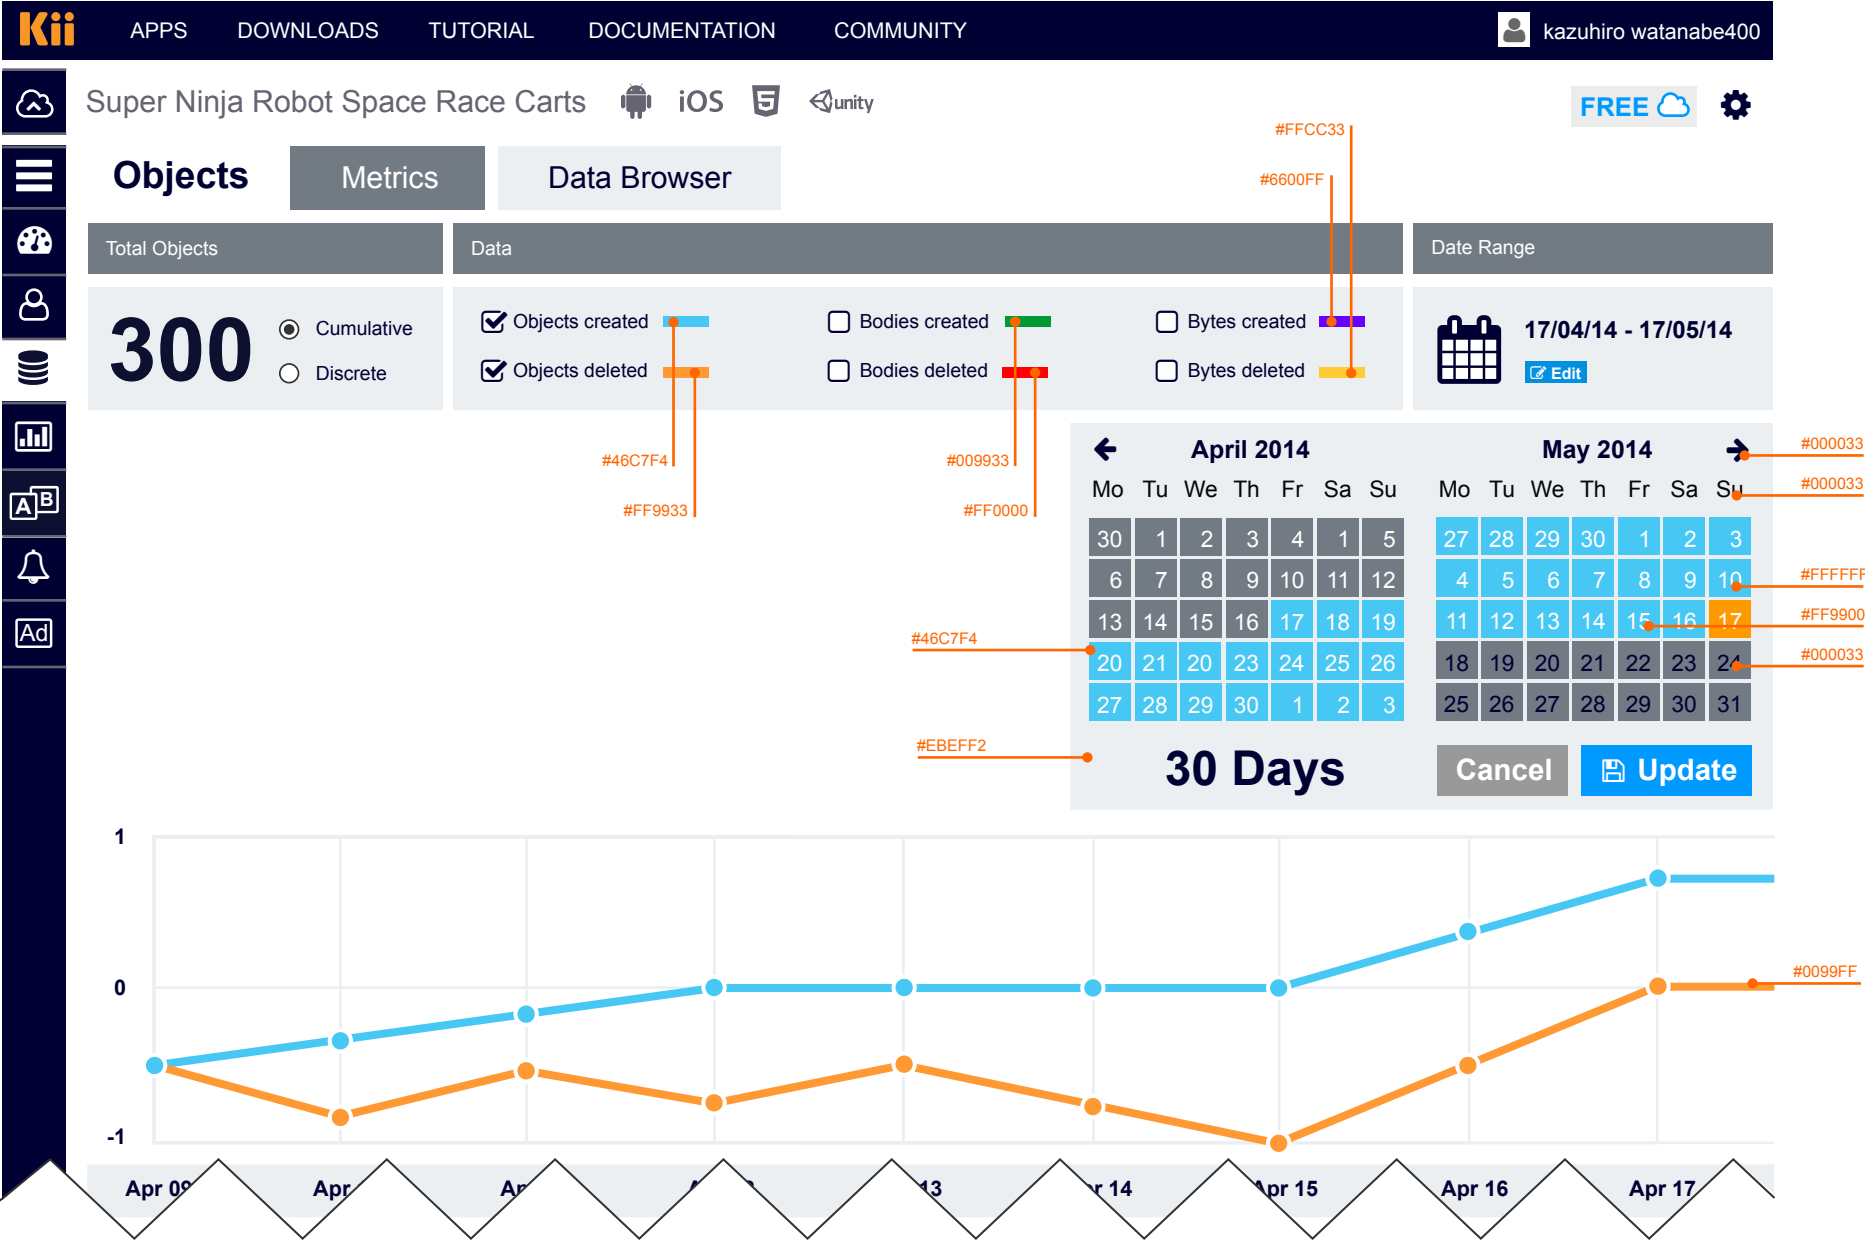 Kii APPS DOWNLOADS TUTORIAL DOCUMENTATION COMMUNITY kazuhiro watanabe400
Super Ninja Robot Space Race Carts iOS 5 unity FREE
#FFCC33
#6600FF
Objects Metrics Data Browser
Total Objects Data Date Range
300
Cumulative
Discrete
Objects created Bodies created Bytes created
Objects deleted Bodies deleted Bytes deleted
17/04/14 - 17/05/14
Edit
#46C7F4 #009933
#FF9933 #FF0000
April 2014 May 2014 #000033
Mo Tu We Th Fr Sa Su Mo Tu We Th Fr Sa Su #000033
30 1 2 3 4 1 5 27 28 29 30 1 2 3
6 7 8 9 10 11 12 4 5 6 7 8 9 10 #FFFFFF
13 14 15 16 17 18 19 11 12 13 14 15 16 17 #FF9900
#46C7F4
20 21 20 23 24 25 26 18 19 20 21 22 23 24 #000033
27 28 29 30 1 2 3 25 26 27 28 29 30 31
#EBEFF2
30 Days Cancel Update
A B
Ad
1
0
-1
#0099FF
Apr 09 Apr 13 14 Apr 15 Apr 16 Apr 17